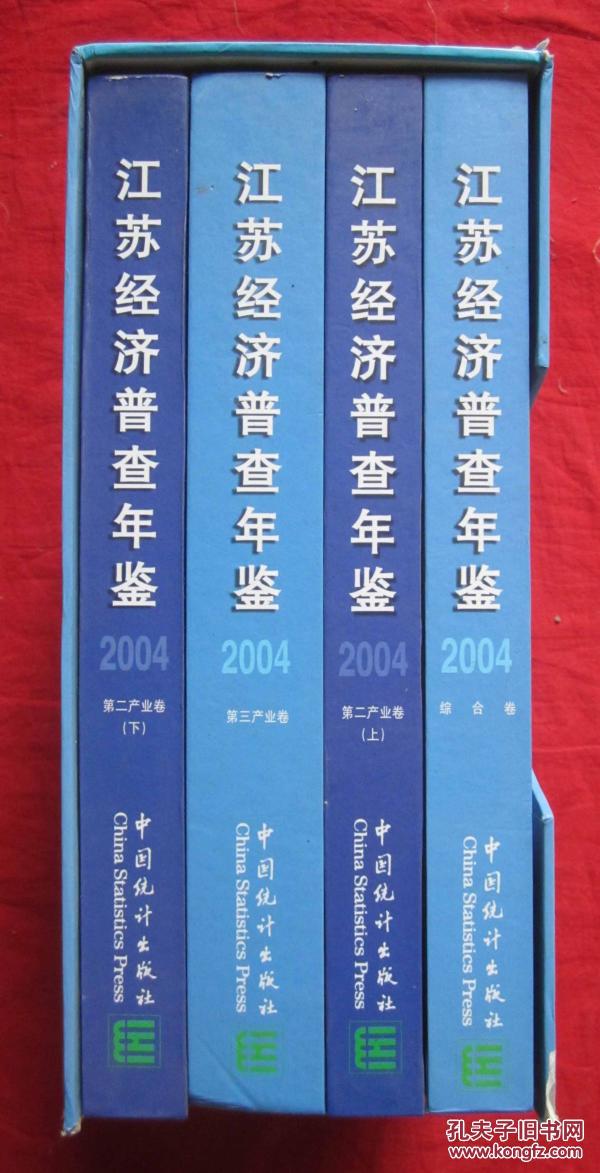 江苏经济普查年鉴
2004
第二产业卷
(下)
中国统计出版社
China Statistics Press
江苏经济普查年鉴
2004
第三产业卷
中国统计出版社
China Statistics Press
江苏经济普查年鉴
2004
第二产业卷
(上)
中国统计出版社
China Statistics Press
江苏经济普查年鉴
2004
综合卷
中国统计出版社
China Statistics Press
孔夫子旧书网
www.kongfz.com